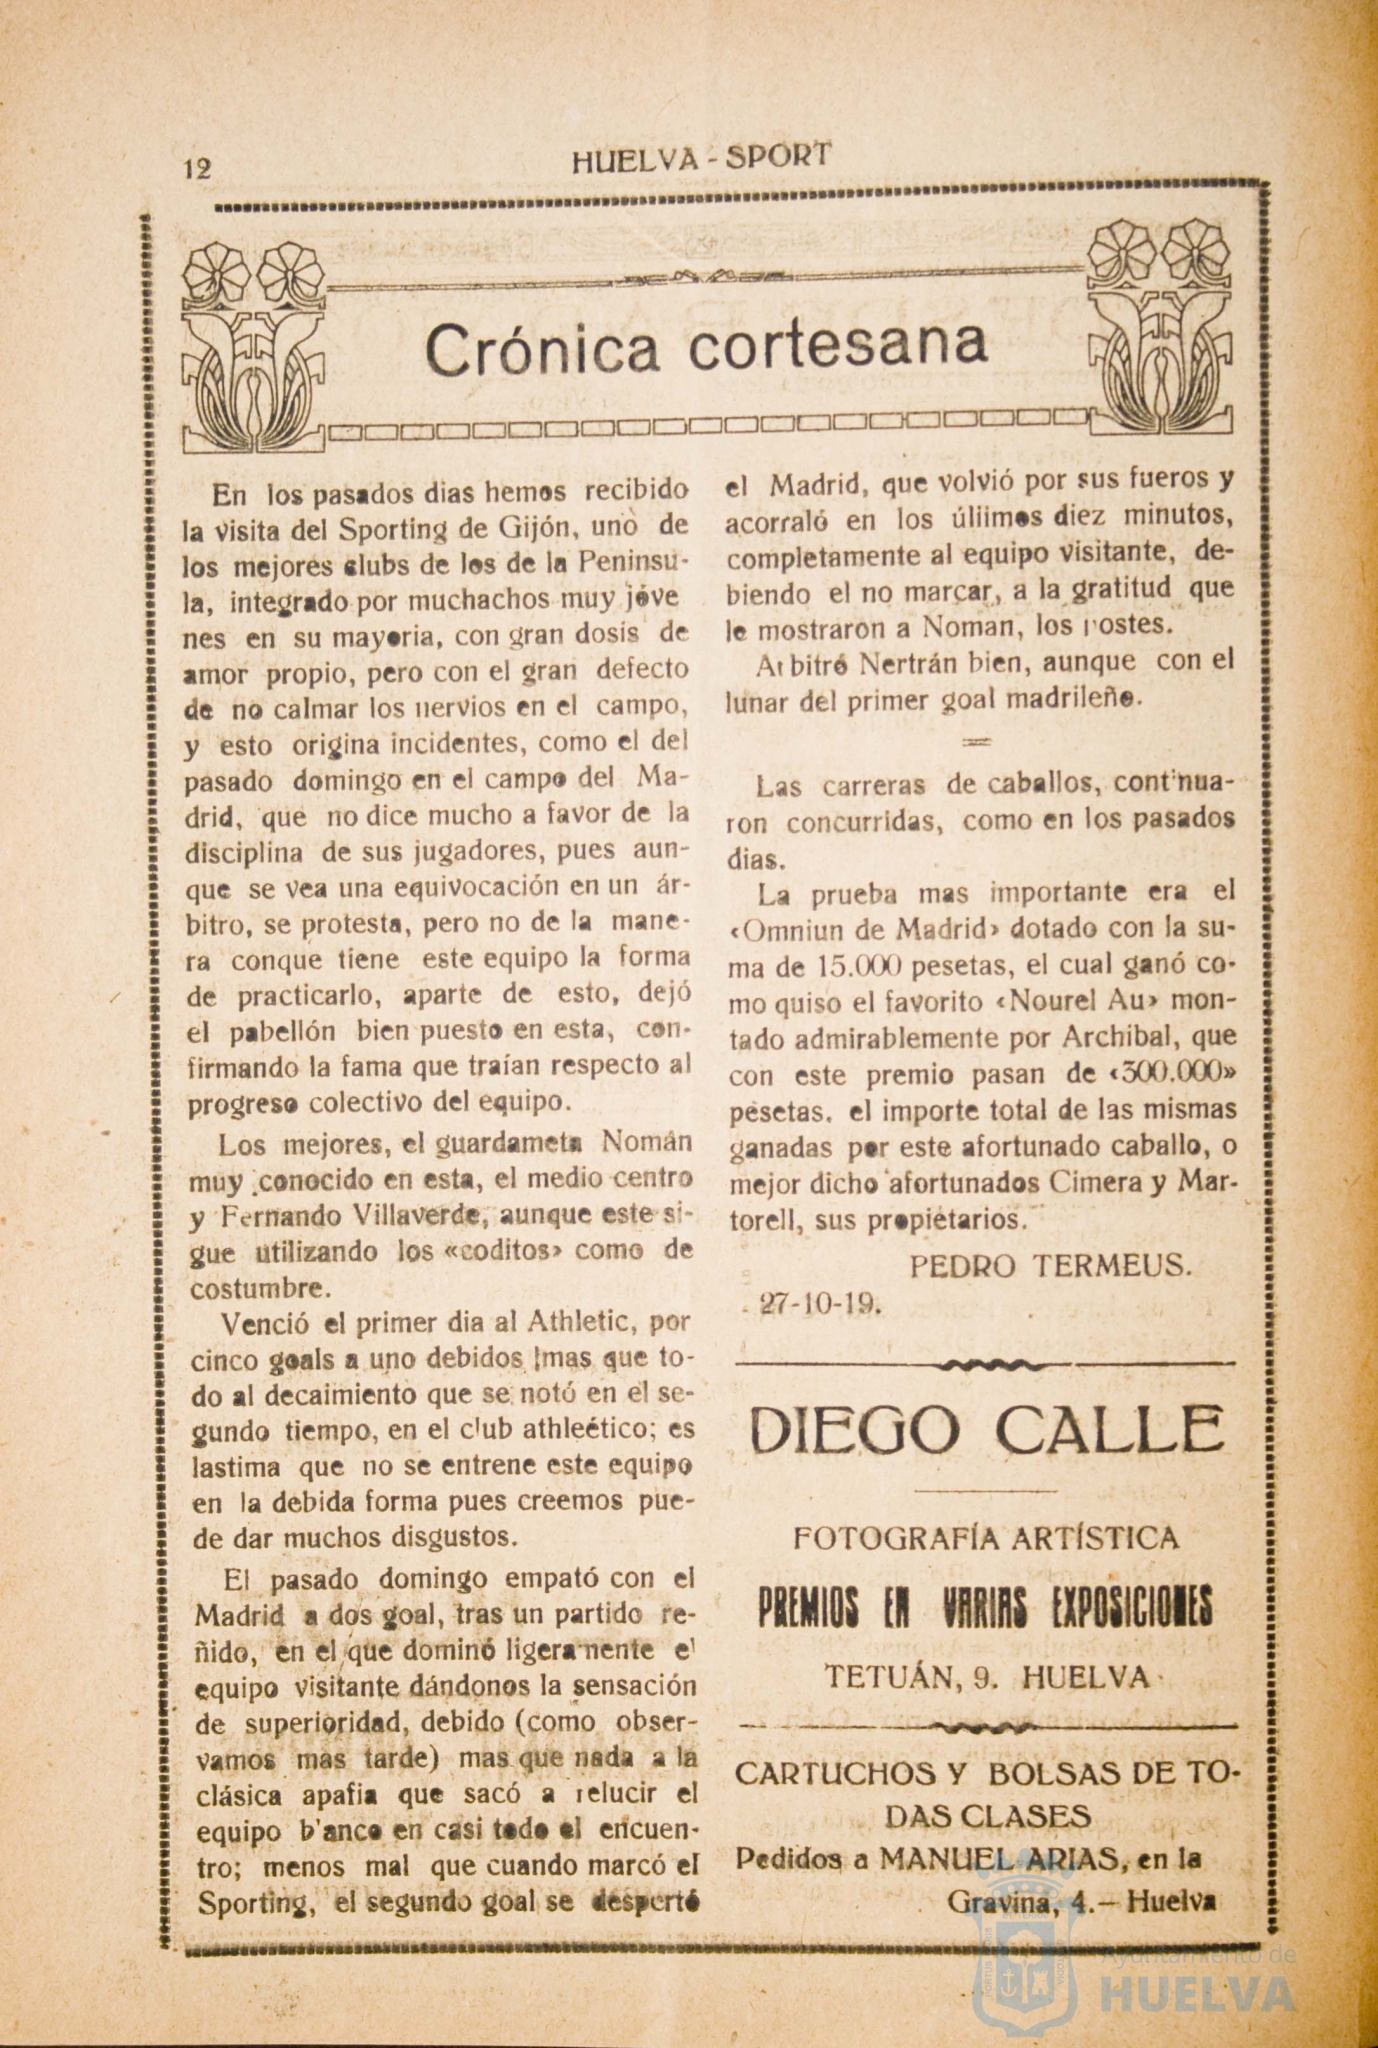 12
HUELVA - SPORT
Crónica cortesana
En los pasados dias hemos recibido
la visita del Sporting de Gijón, uno de
los mejores clubs de los de la Peninsu-
la, integrado por muchachos muy jóve
nes en su mayoria, con gran dosis de
amor propio, pero con el gran defecto
de no calmar los nervios en el campo,
y esto origina incidentes, como el del
pasado domingo en el campo del Ma-
drid, que no dice mucho a favor de la
disciplina de sus jugadores, pues aun-
que se vea una equivocación en un ár-
bitro, se protesta, pero no de la mane-
ra conque tiene este equipo la forma
de practicarlo, aparte de esto, dejó
el pabellón bien puesto en esta, con-
firmando la fama que traían respecto al
progreso colectivo del equipo.
Los mejores, el guardameta Nomán
muy conocido en esta, el medio centro
y Fernando Villaverde, aunque este si-
gue utilizando los «coditos» como de
costumbre.
Venció el primer dia al Athletic, por
cinco goals a uno debidos mas que to-
do al decaimiento que se notó en el se-
gundo tiempo, en el club athleético; es
lastima que no se entrene este equipo
en la debida forma pues creemos pue-
de dar muchos disgustos.
El pasado domingo empató con el
Madrid a dos goal, tras un partido re-
ñido, en el que dominó ligeramente el
equipo visitante dándonos la sensación
de superioridad, debido (como obser-
vamos mas tarde) mas que nada a la
clásica apatia que sacó a relucir el
equipo blanco en casi todo el encuen-
tro; menos mal que cuando marcó el
Sporting, el segundo goal se despertó
el Madrid, que volvió por sus fueros y
acorraló en los úliimos diez minutos,
completamente al equipo visitante, de-
biendo el no marcar, a la gratitud que
le mostraron a Noman, los postes.
Arbitró Nertrán bien, aunque con el
lunar del primer goal madrileño.
Las carreras de caballos, continua-
ron concurridas, como en los pasados
dias.
La prueba mas importante era el
«Omniun de Madrid» dotado con la su-
ma de 15.000 pesetas, el cual ganó co-
mo quiso el favorito «Nourel Au» mon-
tado admirablemente por Archibal, que
con este premio pasan de «300.000»
pesetas. el importe total de las mismas
ganadas por este afortunado caballo, o
mejor dicho afortunados Cimera y Mar-
torell, sus propietarios.
PEDRO TERMEUS.
27-10-19.
DIEGO CALLE
FOTOGRAFÍA ARTÍSTICA
PREMIOS EN VARIAS EXPOSICIONES
TETUÁN, 9. HUELVA
CARTUCHOS Y BOLSAS DE TO-
DAS CLASES
Pedidos a MANUEL ARIAS, en la
Gravina, 4.— Huelva
Ayuntamiento de
HUELVA